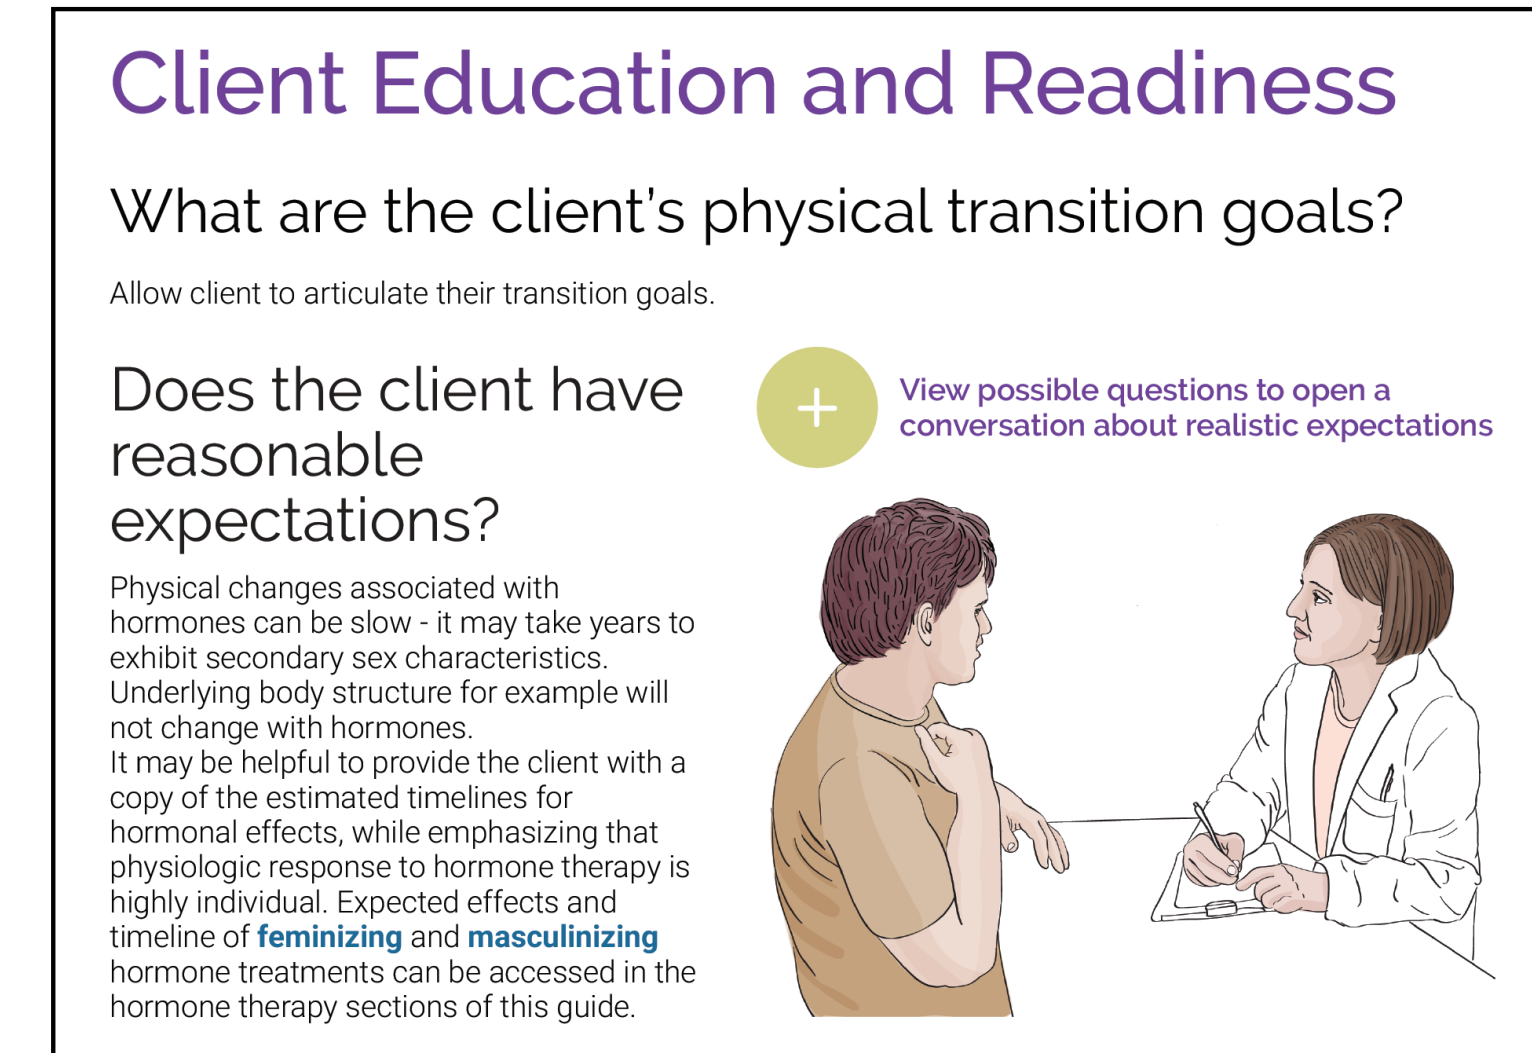 Client Education and Readiness
What are the client's physical transition goals?
Allow client to articulate their transition goals.
Does the client have
reasonable
expectations?
Physical changes associated with
hormones can be slow - it may take years to
exhibit secondary sex characteristics.
Underlying body structure for example will
not change with hormones.
It may be helpful to provide the client with a
copy of the estimated timelines for
hormonal effects, while emphasizing that
physiologic response to hormone therapy is
highly individual. Expected effects and
timeline of feminizing and masculinizing
hormone treatments can be accessed in the
hormone therapy sections of this guide.
+
View possible questions to open a
conversation about realistic expectations